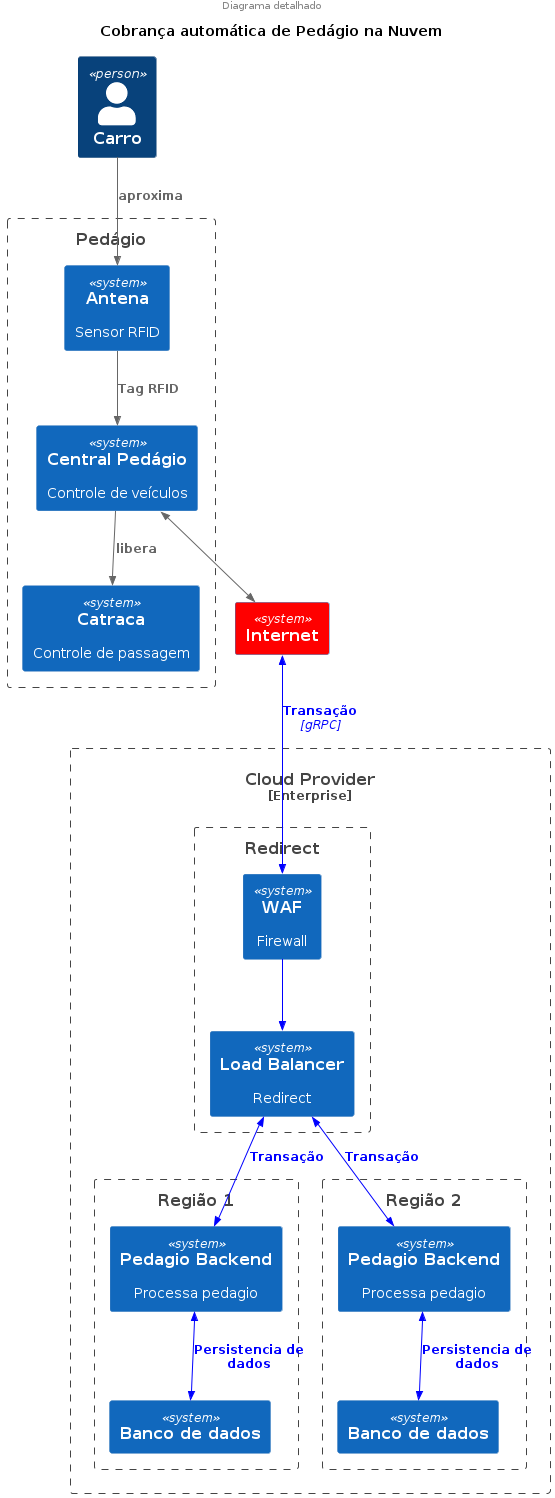 Diagrama detalhado
Cobrança automática de Pedágio na Nuvem
«person»
Carro
aproxima
Pedágio
«system»
Antena
Sensor RFID
Tag RFID
«system»
Central Pedágio
Controle de veículos
libera
«system»
Catraca
Controle de passagem
«system»
Internet
Transação
[gRPC]
Cloud Provider
[Enterprise]
Redirect
«system»
WAF
Firewall
«system»
Load Balancer
Redirect
Transação
Transação
Região 1
«system»
Pedagio Backend
Processa pedagio
Persistencia de
dados
«system»
Banco de dados
Região 2
«system»
Pedagio Backend
Processa pedagio
Persistencia de
dados
«system»
Banco de dados